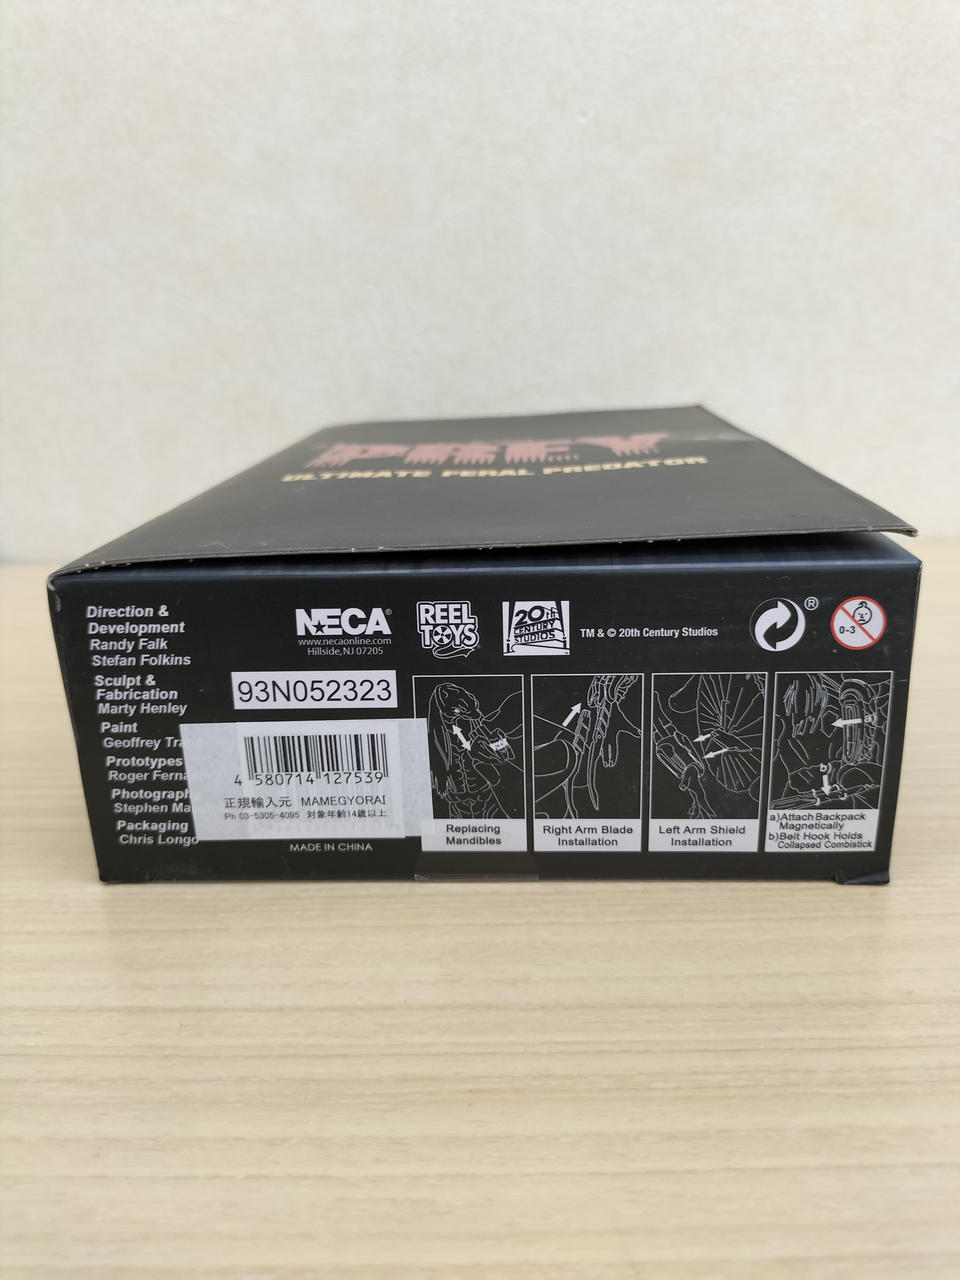 PREY
ULTIMATE FERAL PREDATOR
Direction &
Development
Randy Falk
Stefan Folkins
Sculpt &
Fabrication
Marty Henley
Paint
Geoffrey
Prototypes
Roger
Photography
Stephen
Packaging
Chris Longo
NECA®
www.necaonline.com
Hillside, NJ 07205
REEL
TOYS
20th
CENTURY
STUDIOS
TM & © 20th Century Studios
®
0-3
93N052323
4 580714 127539
正規輸入元 MAMEGYORAI
Ph 03-5305-4095 対象年齢14歳以上
MADE IN CHINA
Replacing
Mandibles
Right Arm Blade
Installation
Left Arm Shield
Installation
a)
b)
a)Attach Backpack
Magnetically
b)Belt Hook Holds
Collapsed Combistick